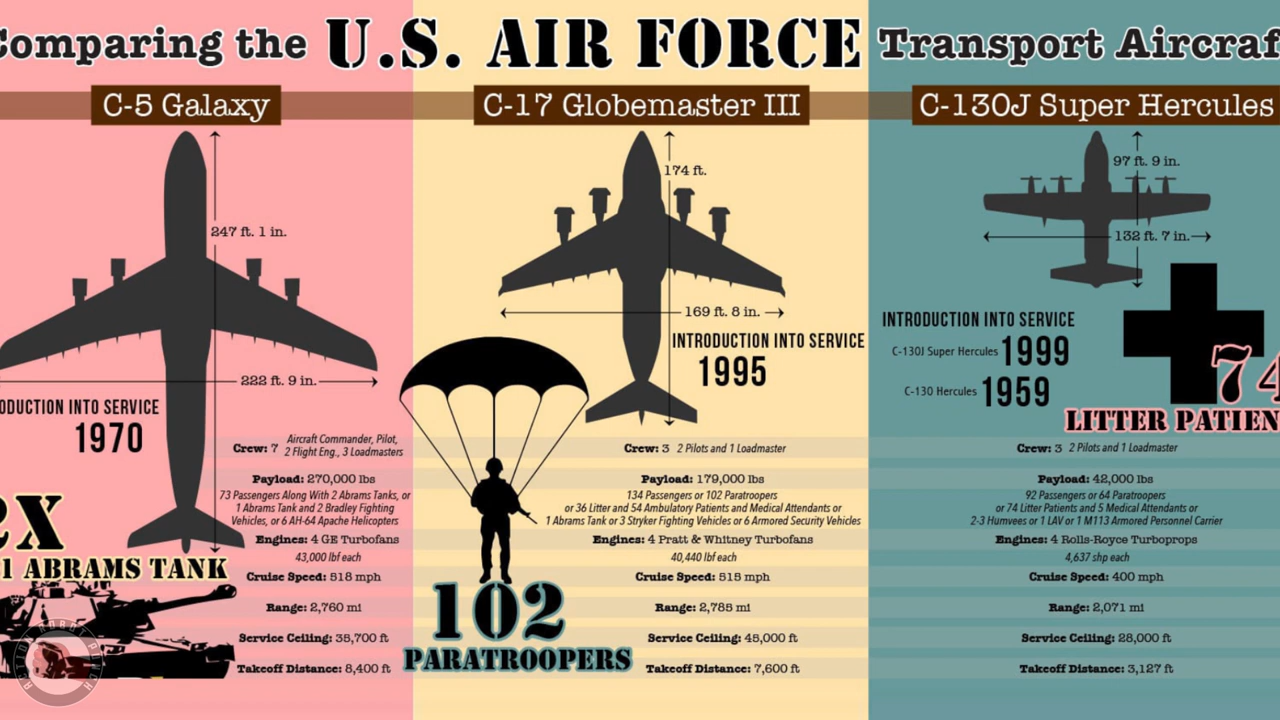 Comparing the U.S. AIR FORCE Transport Aircraf
C-5 Galaxy
247 ft. 1 in.
222 ft. 9 in.
ODUCTION INTO SERVICE
1970
2X
1 ABRAMS TANK
Crew: 7 Aircraft Commander, Pilot,
2 Flight Eng., 3 Loadmasters
Payload: 270,000 lbs
73 Passengers Along With 2 Abrams Tanks, or
1 Abrams Tank and 2 Bradley Fighting
Vehicles, or 6 AH-64 Apache Helicopters
Engines: 4 GE Turbofans
43,000 lbf each
Cruise Speed: 518 mph
Range: 2,760 mi
Service Ceiling: 35,700 ft
Takeoff Distance: 8,400 ft
ACTION ROBOT PUNCH
C-17 Globemaster III
174 ft.
169 ft. 8 in.
INTRODUCTION INTO SERVICE
1995
Crew: 3 2 Pilots and 1 Loadmaster
Payload: 179,000 lbs
134 Passengers or 102 Paratroopers
or 36 Litter and 54 Ambulatory Patients and Medical Attendants or
1 Abrams Tank or 3 Stryker Fighting Vehicles or 6 Armored Security Vehicles
Engines: 4 Pratt & Whitney Turbofans
40,440 lbf each
Cruise Speed: 515 mph
Range: 2,785 mi
Service Ceiling: 45,000 ft
Takeoff Distance: 7,600 ft
102
PARATROOPERS
C-130J Super Hercules
97 ft. 9 in.
132 ft. 7 in.
INTRODUCTION INTO SERVICE
C-130J Super Hercules 1999
C-130 Hercules 1959
74
LITTER PATIEN
Crew: 3 2 Pilots and 1 Loadmaster
Payload: 42,000 lbs
92 Passengers or 64 Paratroopers
or 74 Litter Patients and 5 Medical Attendants or
2-3 Humvees or 1 LAV or 1 M113 Armored Personnel Carrier
Engines: 4 Rolls-Royce Turboprops
4,637 shp each
Cruise Speed: 400 mph
Range: 2,071 mi
Service Ceiling: 28,000 ft
Takeoff Distance: 3,127 ft